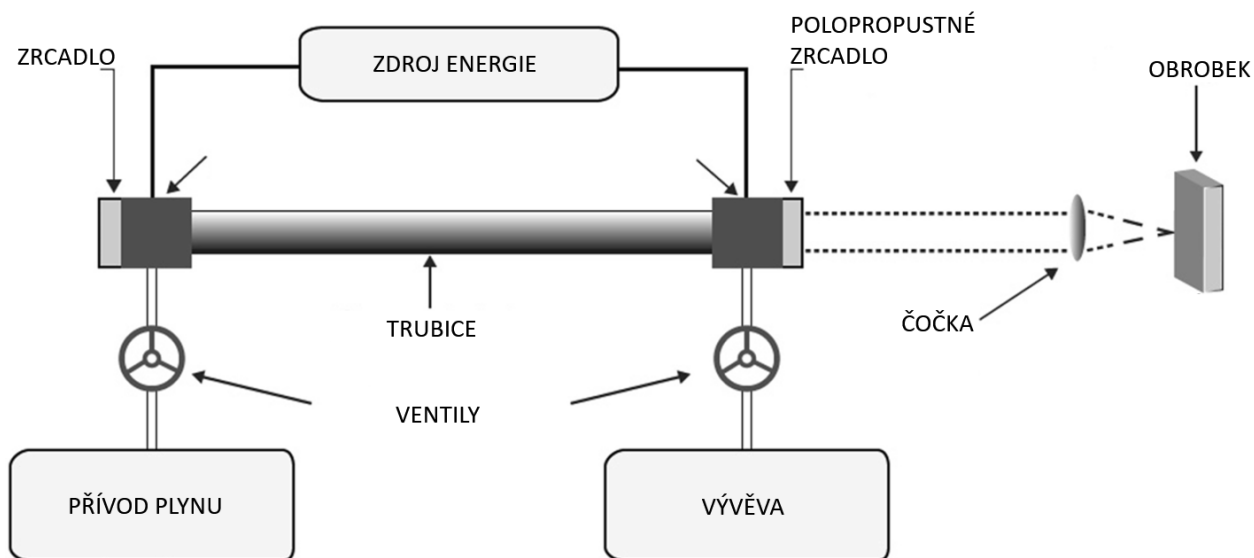 POLOPROPUSTNÉ
ZRCADLO
ZRCADLO
ZDROJ ENERGIE
OBROBEK
TRUBICE
ČOČKA
VENTILY
PŘÍVOD PLYNU
VÝVĚVA